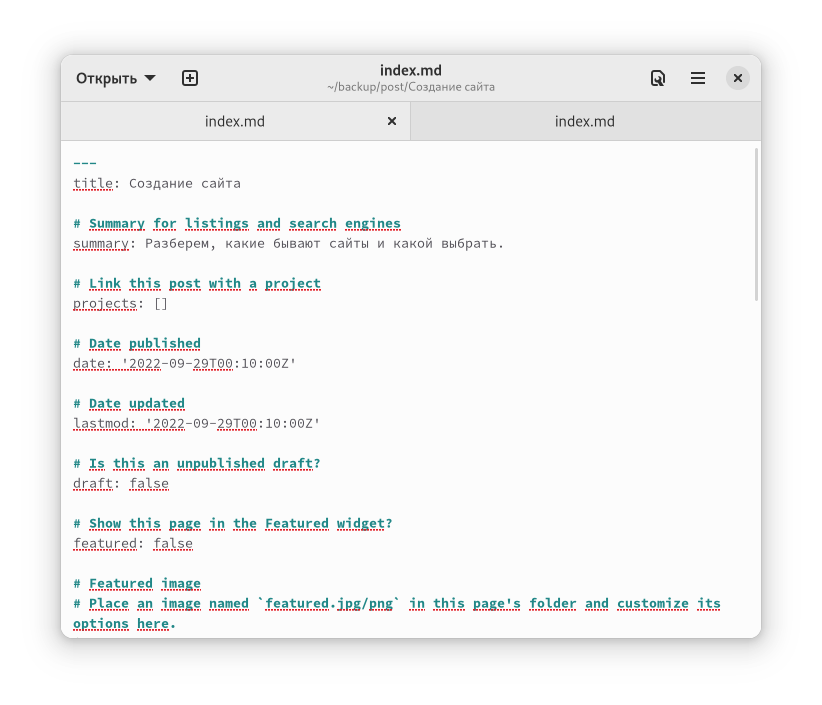 Открыть
index.md
~/backup/post/Создание сайта
index.md
index.md
---
title: Создание сайта
# Summary for listings and search engines
summary: Разберем, какие бывают сайты и какой выбрать.
# Link this post with a project
projects: []
# Date published
date: '2022-09-29T00:10:00Z'
# Date updated
lastmod: '2022-09-29T00:10:00Z'
# Is this an unpublished draft?
draft: false
# Show this page in the Featured widget?
featured: false
# Featured image
# Place an image named `featured.jpg/png` in this page's folder and customize its
options here.